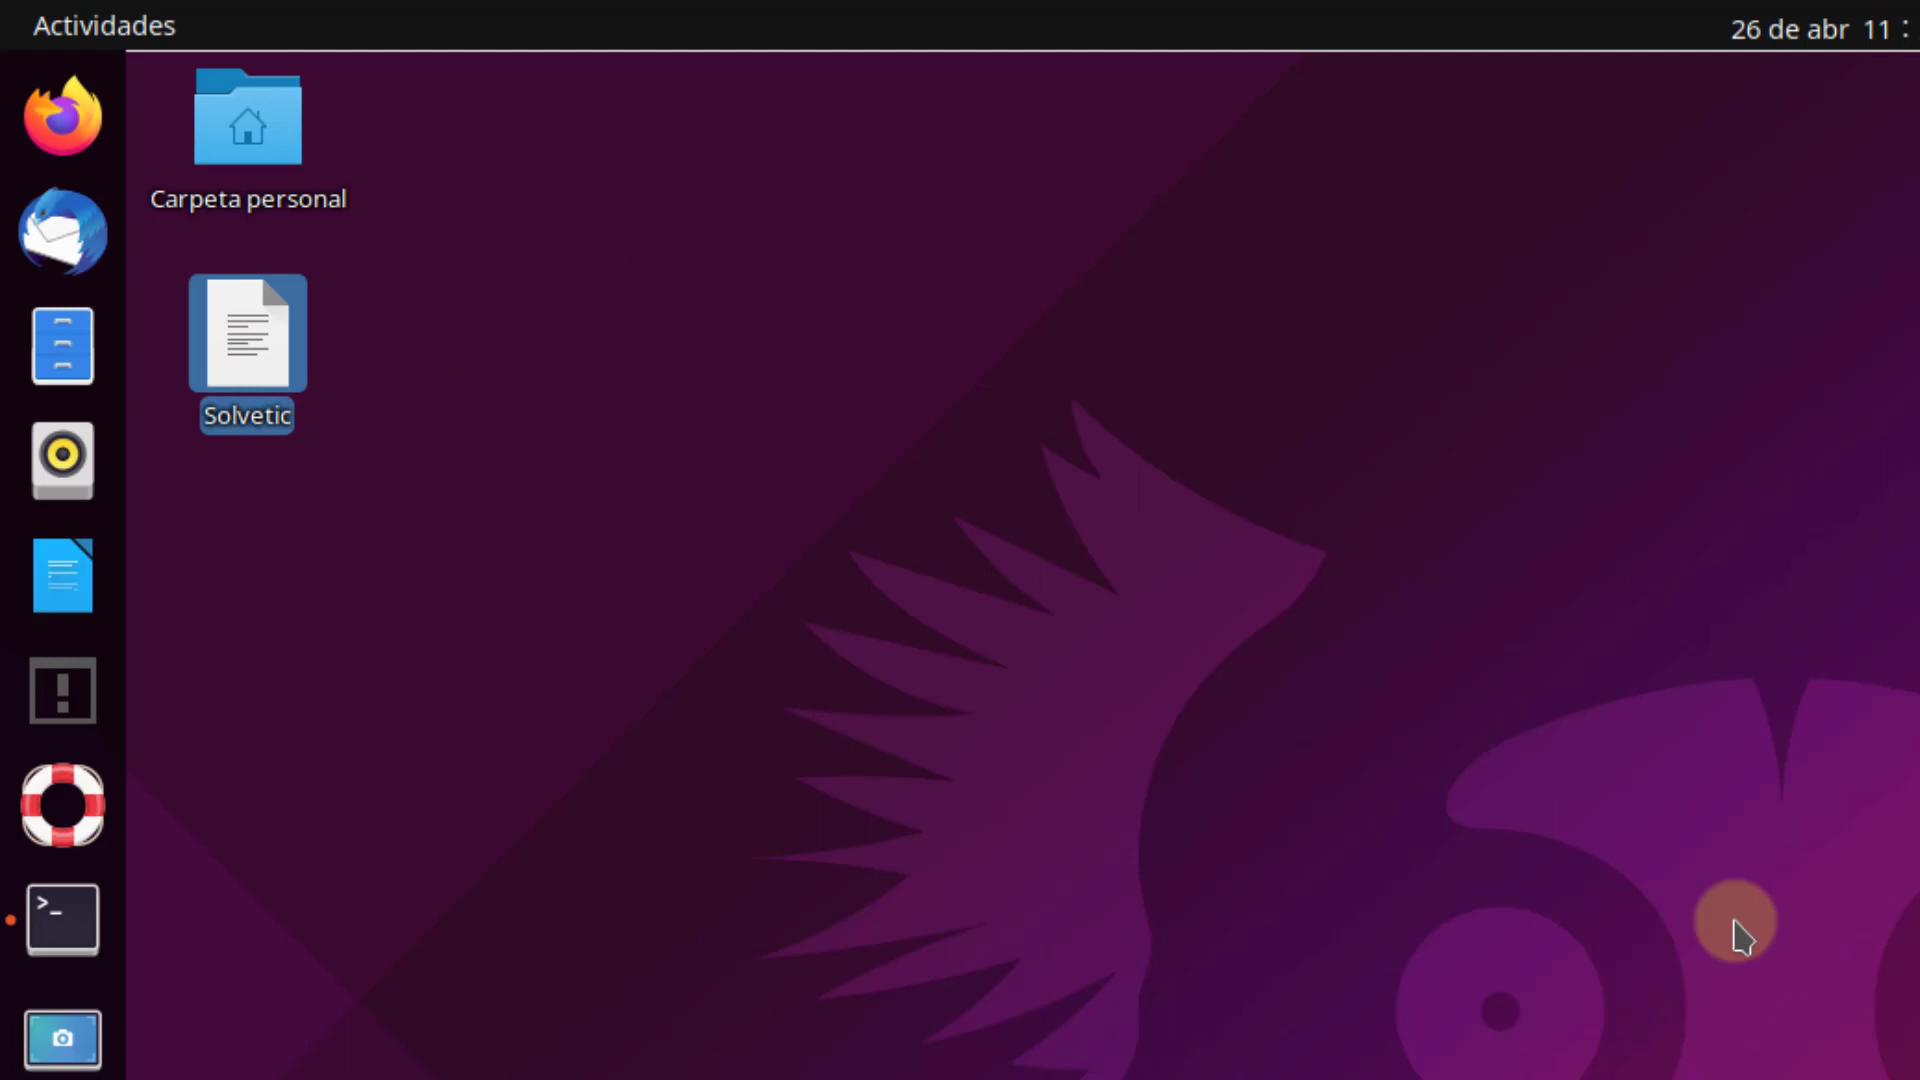 Actividades
26 de abr 11 :
Carpeta personal
Solvetic
>_